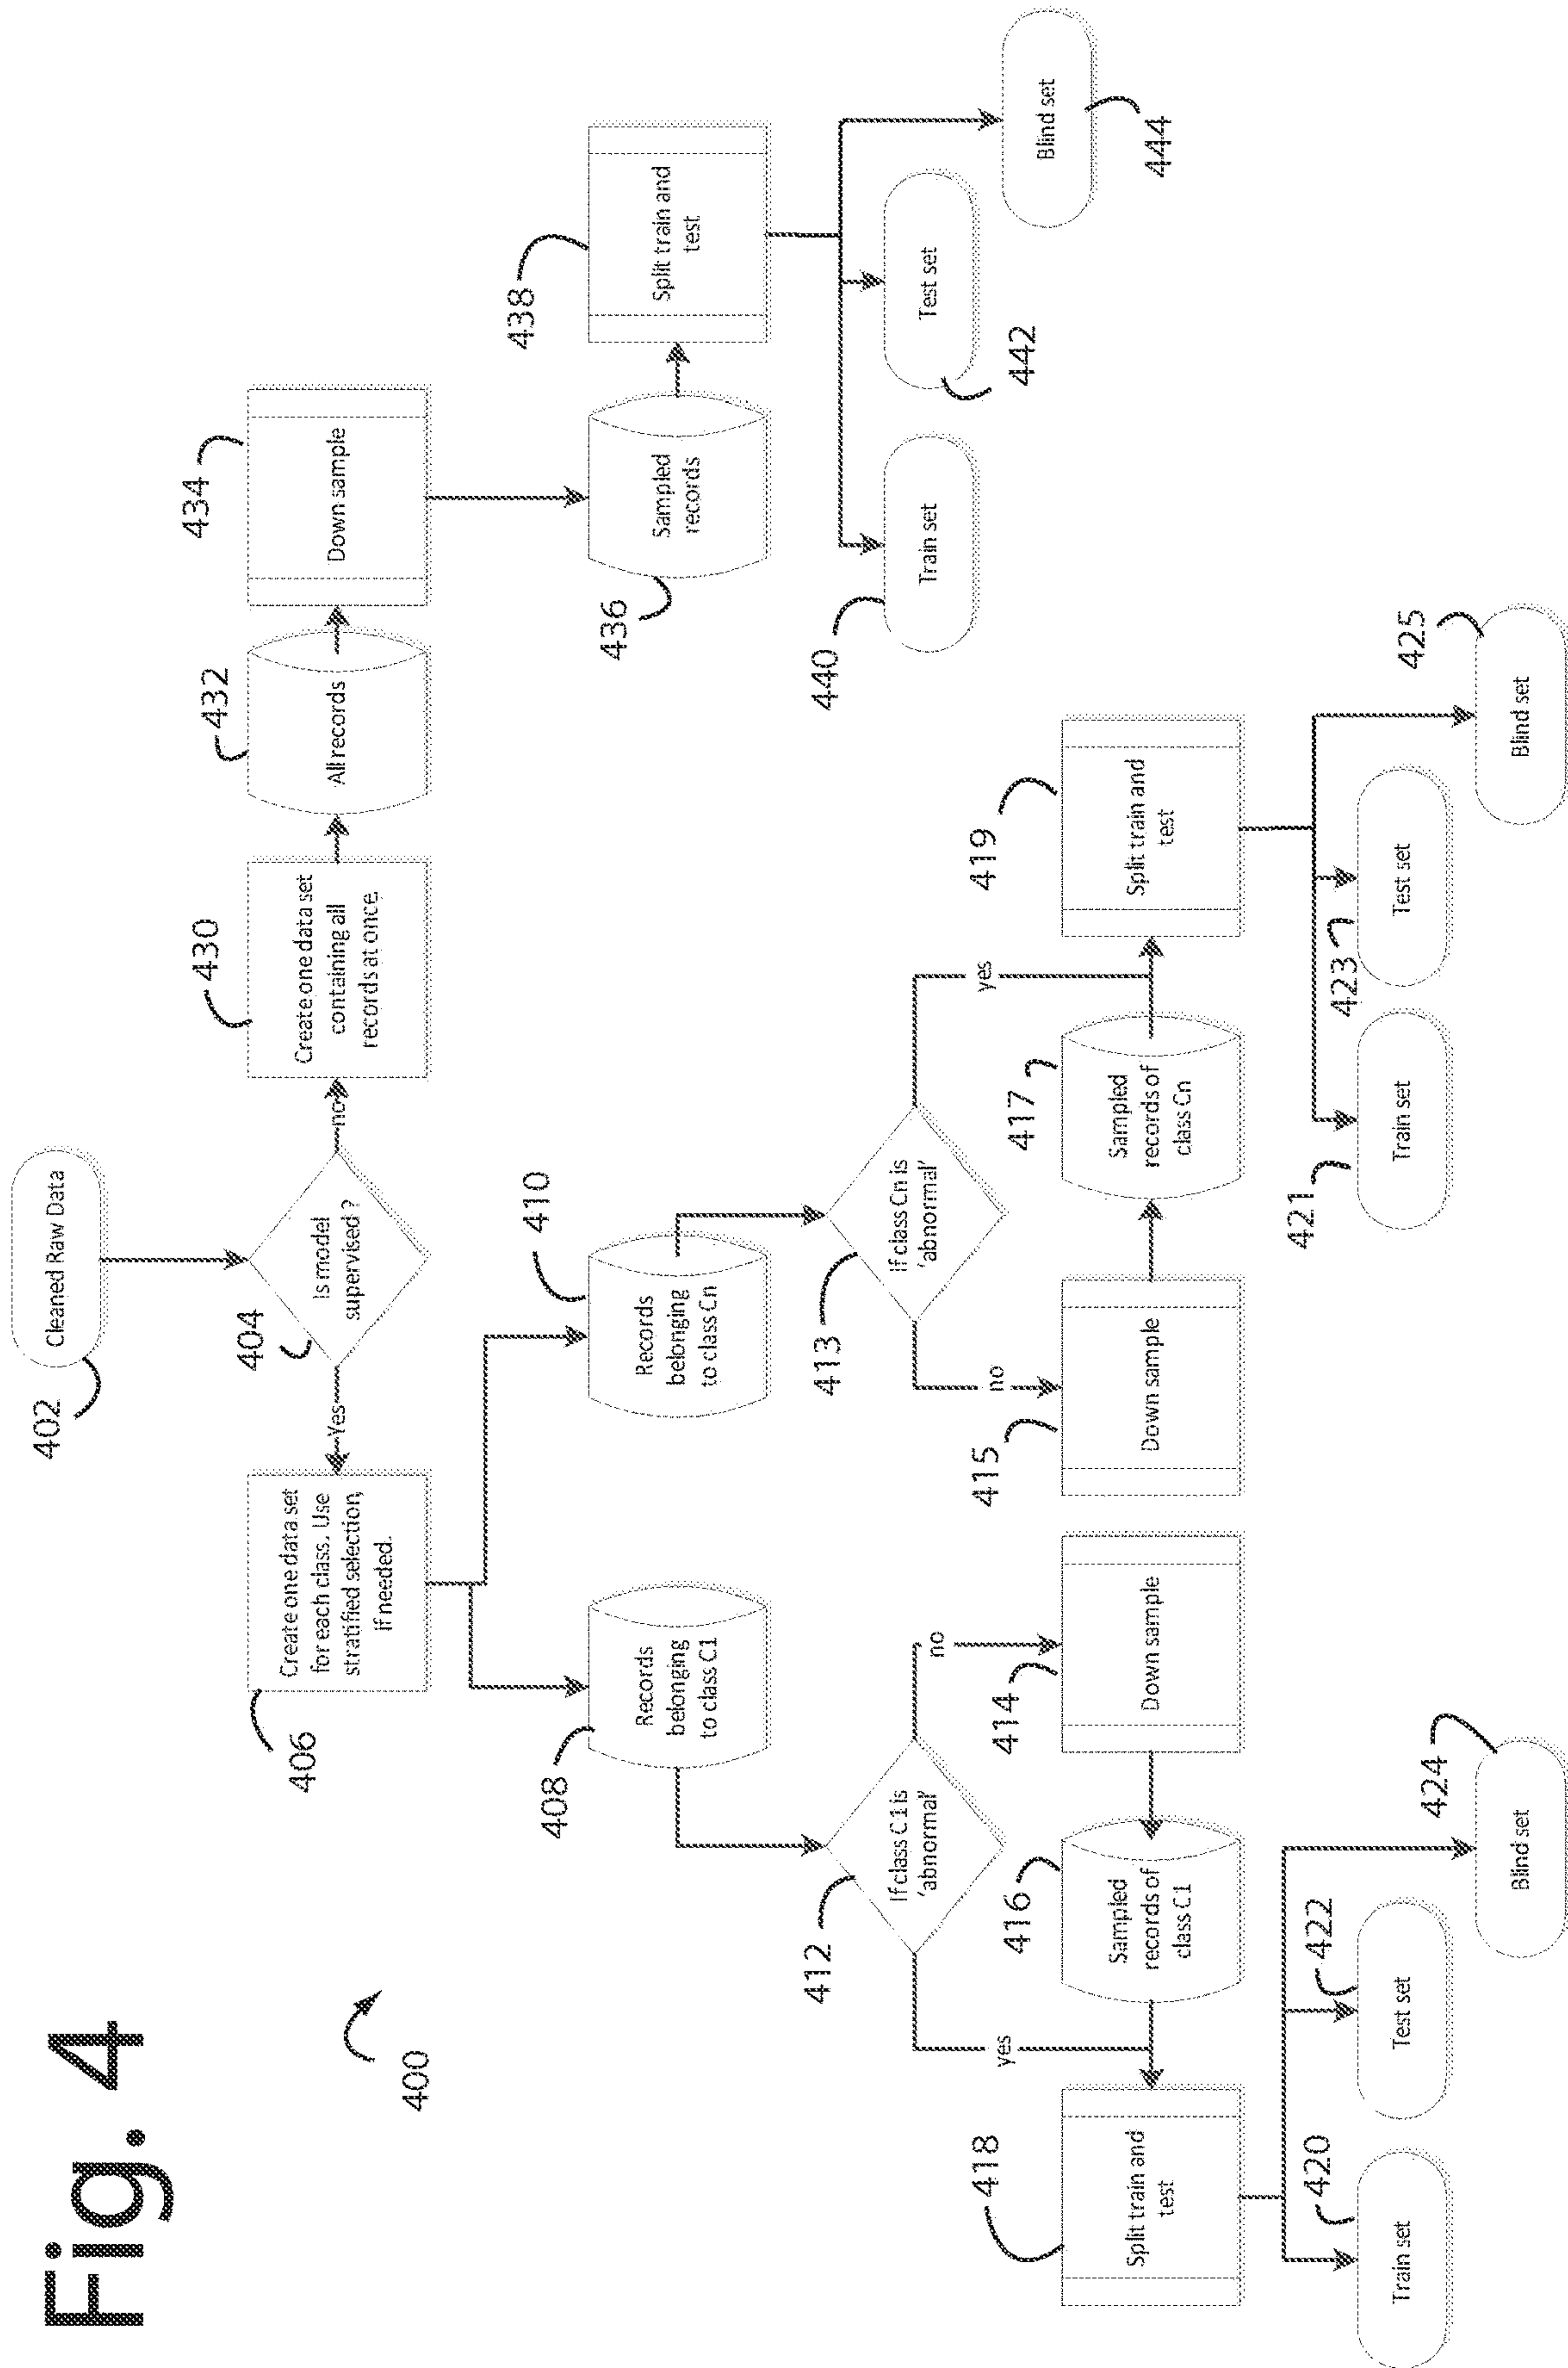 Fig. 4
400
402
Cleaned Raw Data
404
Is model
supervised ?
Yes
no
406
Create one data set
for each class. Use
stratified selection,
if needed.
430
Create one data set
containing all
records at once.
432
All records
434
Down sample
408
Records
belonging
to class C1
410
Records
belonging
to class Cn
436
Sampled
records
438
Split train and
test
412
If class C1 is
'abnormal'
yes
no
413
If class Cn is
'abnormal'
no
yes
440
Train set
442
Test set
444
Blind set
418
Split train and
test
416
Sampled
records of
class C1
414
Down sample
415
Down sample
417
Sampled
records of
class Cn
419
Split train and
test
420
Train set
422
Test set
424
Blind set
421
Train set
423
Test set
425
Blind set